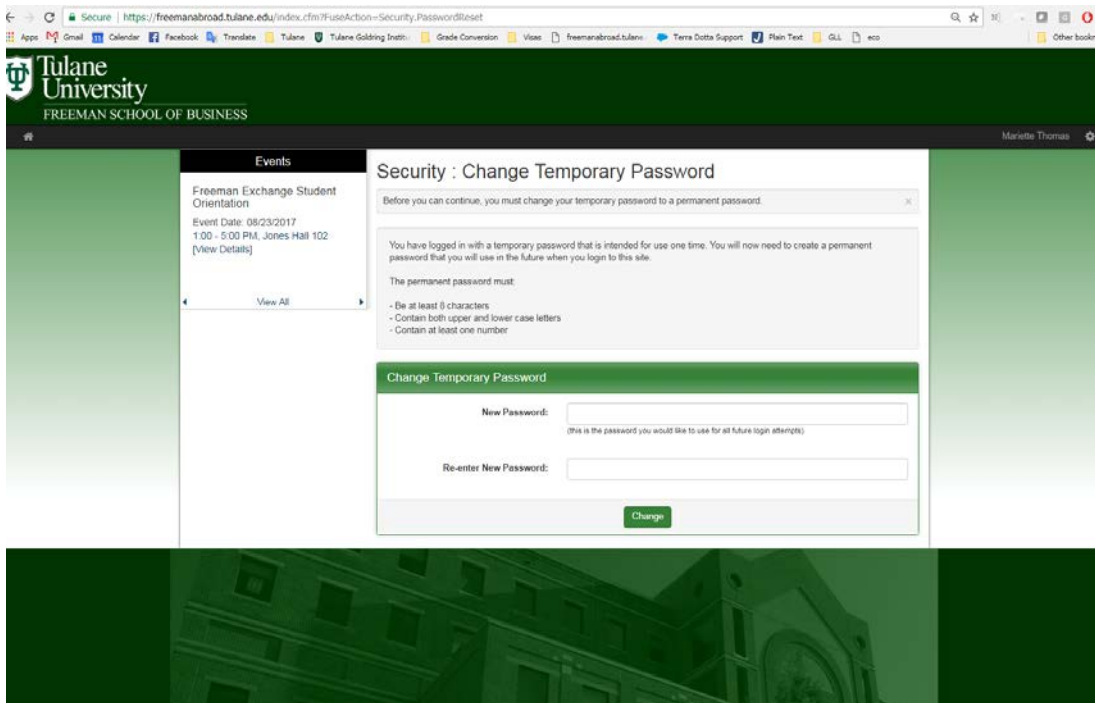 Secure | https://freemanabroad.tulane.edu/index.cfm?FuseAction=Security.PasswordReset
Apps Gmail Calendar Facebook Translate Tulane Tulane Goldring Instit Grade Conversion Visas freemanabroad.tulane. Terra Dotta Support Plain Text GLL eco Other bookm
Tulane
University
FREEMAN SCHOOL OF BUSINESS
Mariette Thomas
Events
Freeman Exchange Student
Orientation
Event Date: 08/23/2017
1:00 - 5:00 PM, Jones Hall 102
[View Details]
View All
Security : Change Temporary Password
Before you can continue, you must change your temporary password to a permanent password.
You have logged in with a temporary password that is intended for use one time. You will now need to create a permanent
password that you will use in the future when you login to this site.
The permanent password must:
- Be at least 8 characters
- Contain both upper and lower case letters
- Contain at least one number
Change Temporary Password
New Password:
(this is the password you would like to use for all future login attempts)
Re-enter New Password:
Change